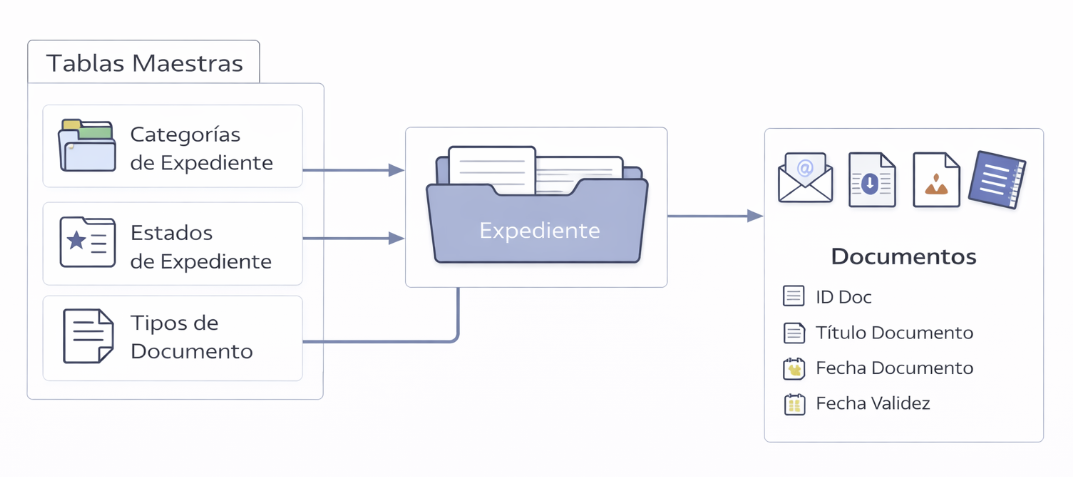 Tablas Maestras
Categorías
de Expediente
Estados
de Expediente
Tipos de
Documento
Expediente
@
Documentos
ID Doc
Título Documento
Fecha Documento
Fecha Validez